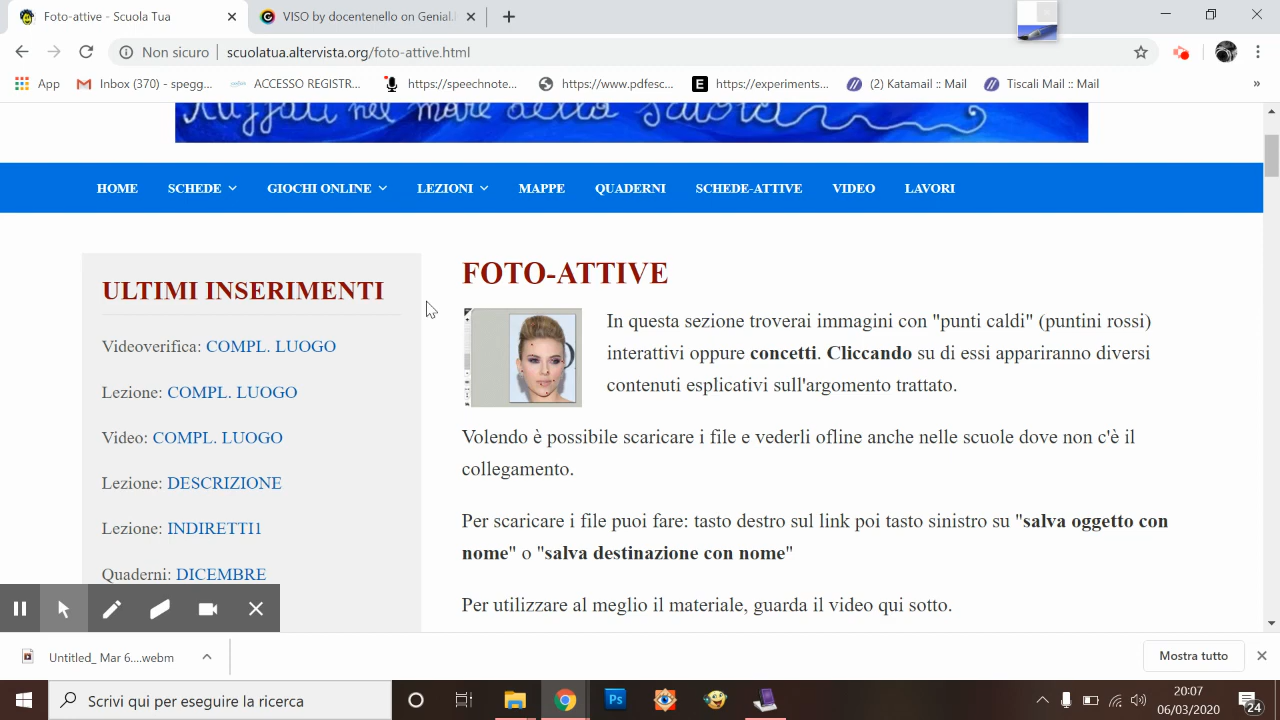 Foto-attive - Scuola Tua
VISO by docentenello on Genial.
Non sicuro
scuolatua.altervista.org/foto-attive.html
App
Inbox (370) - spegg...
ACCESSO REGISTR...
https://speechnote...
https://www.pdfesc...
E
https://experiments...
(2) Katamail :: Mail
Tiscali Mail :: Mail
»
nel mare della
HOME
SCHEDE
GIOCHI ONLINE
LEZIONI
MAPPE
QUADERNI
SCHEDE-ATTIVE
VIDEO
LAVORI
ULTIMI INSERIMENTI
Videoverifica: COMPL. LUOGO
Lezione: COMPL. LUOGO
Video: COMPL. LUOGO
Lezione: DESCRIZIONE
Lezione: INDIRETTI1
Quaderni: DICEMBRE
FOTO-ATTIVE
In questa sezione troverai immagini con "punti caldi" (puntini rossi)
interattivi oppure concetti. Cliccando su di essi appariranno diversi
contenuti esplicativi sull'argomento trattato.
Volendo è possibile scaricare i file e vederli ofline anche nelle scuole dove non c'è il
collegamento.
Per scaricare i file puoi fare: tasto destro sul link poi tasto sinistro su "salva oggetto con
nome" o "salva destinazione con nome"
Per utilizzare al meglio il materiale, guarda il video qui sotto.
Untitled_ Mar 6....webm
Mostra tutto
Scrivi qui per eseguire la ricerca
Ps
20:07
06/03/2020
24